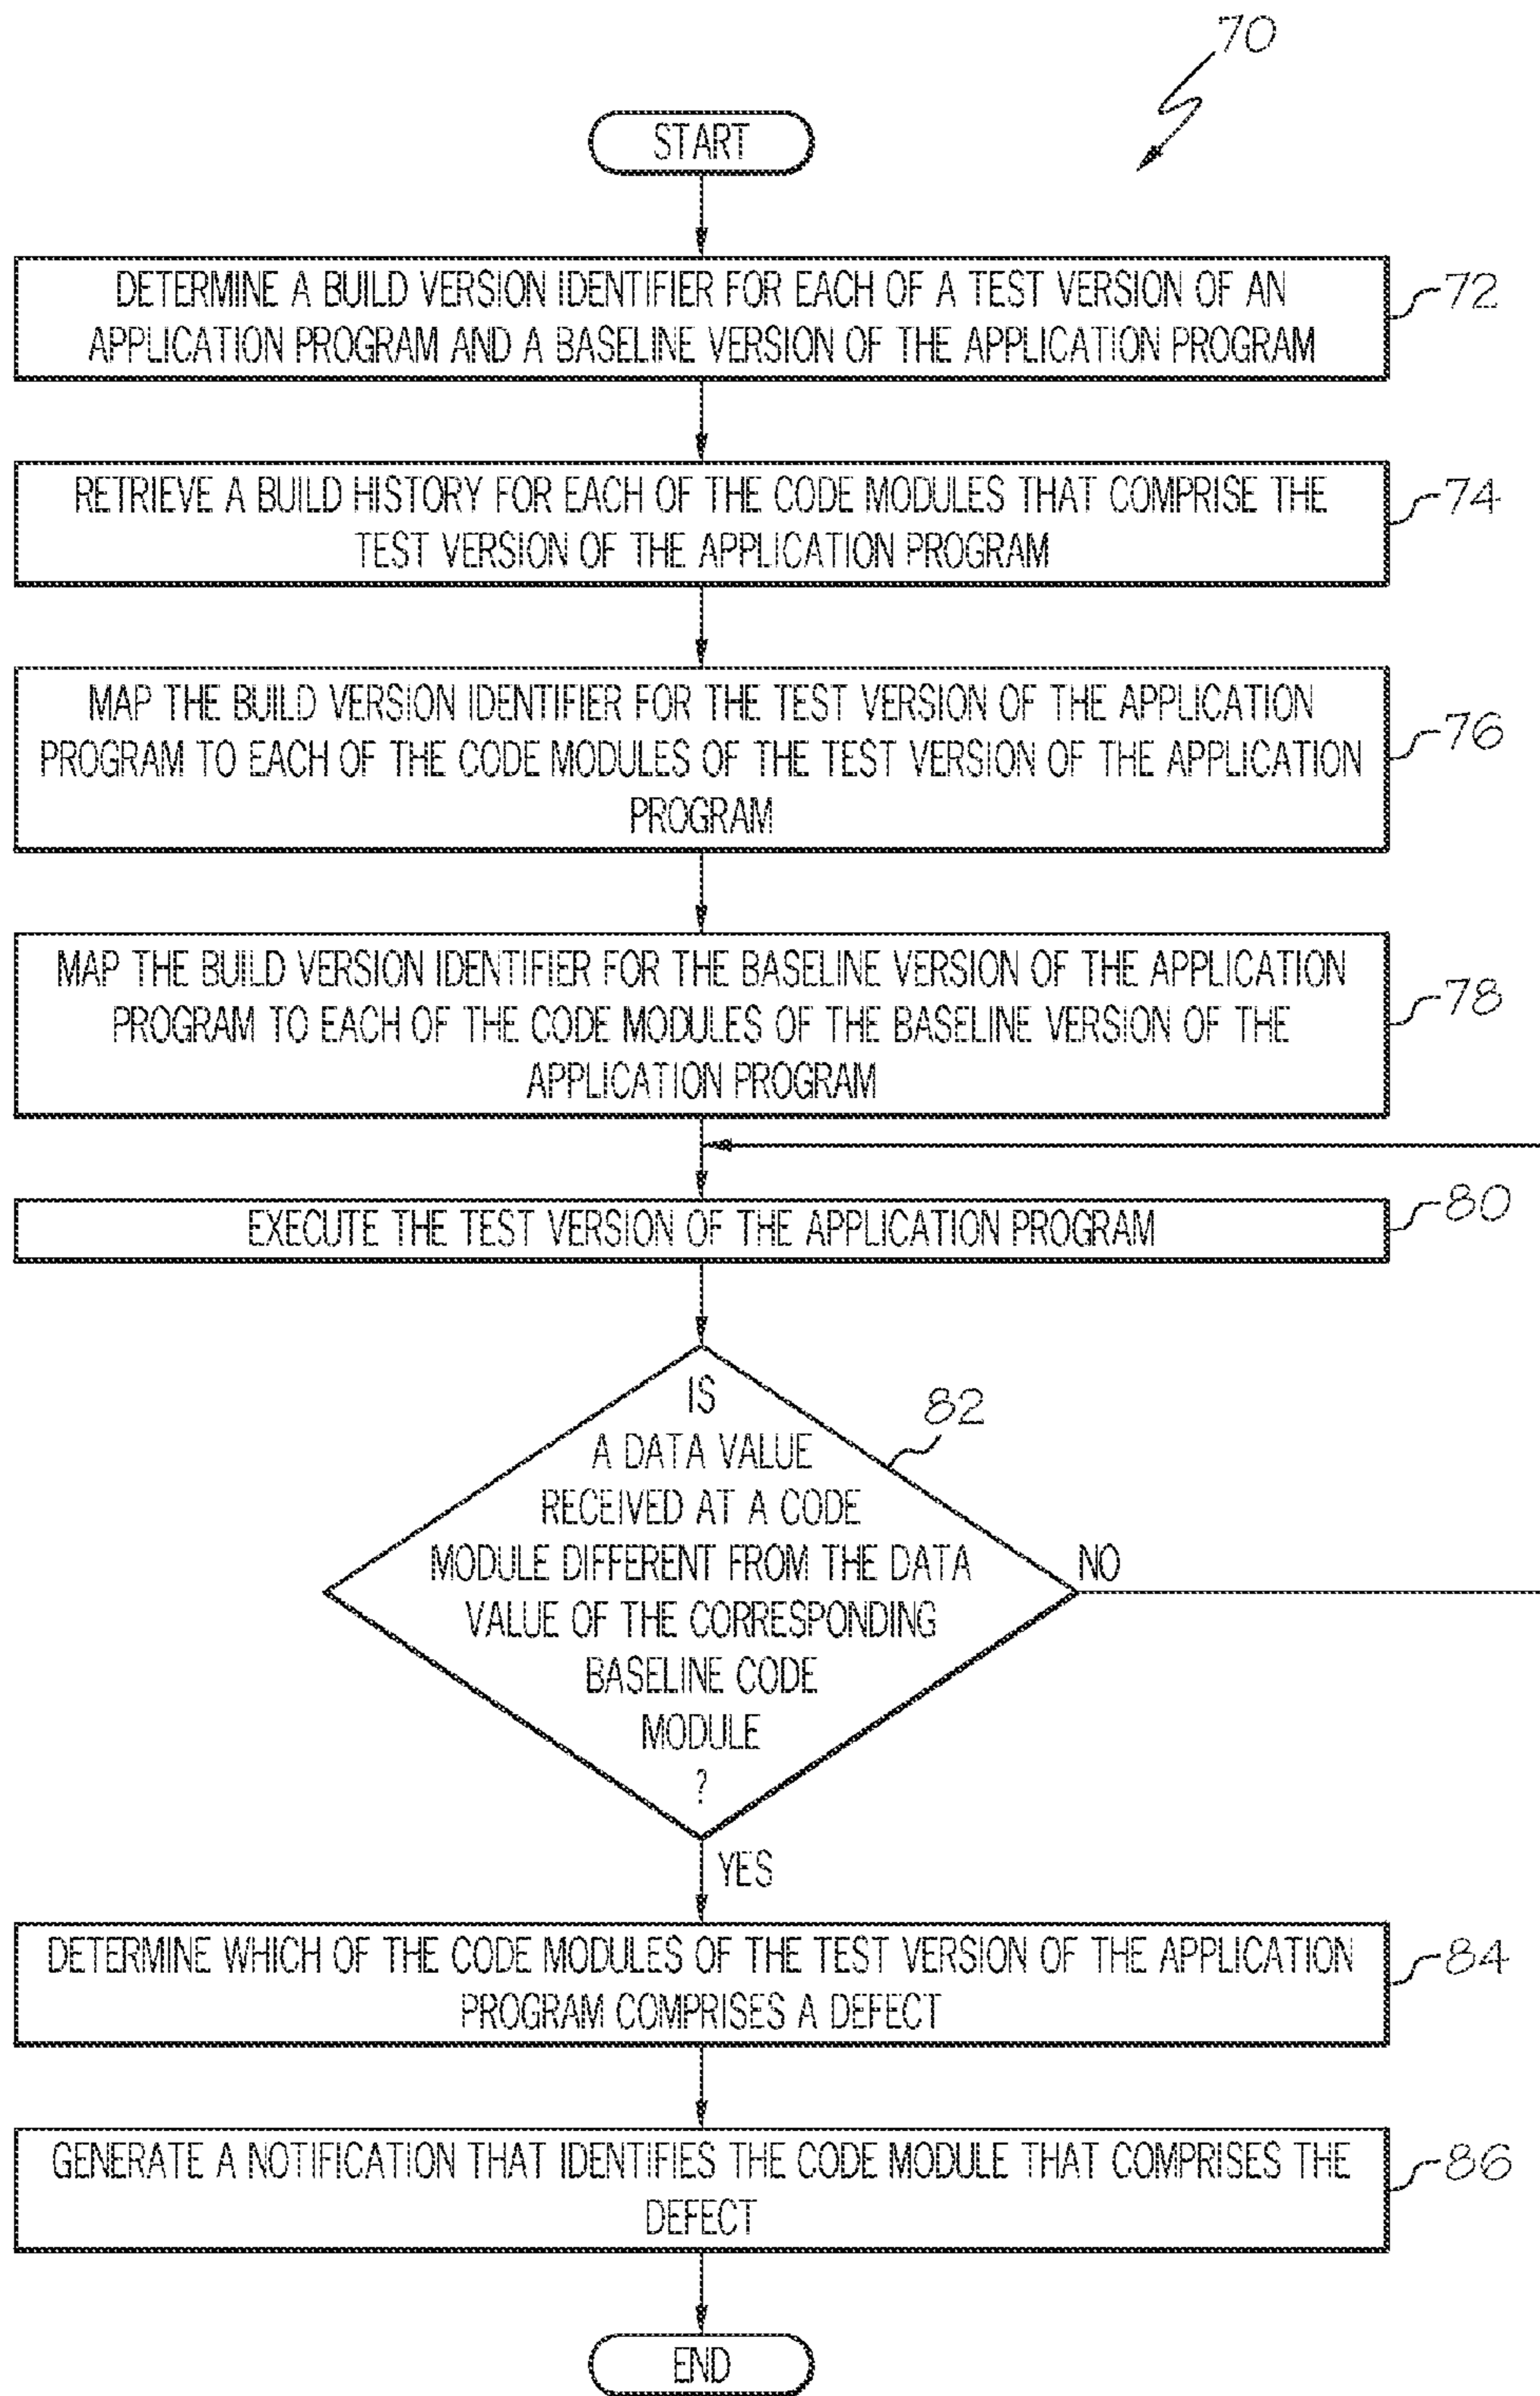 70
START
DETERMINE A BUILD VERSION IDENTIFIER FOR EACH OF A TEST VERSION OF AN
APPLICATION PROGRAM AND A BASELINE VERSION OF THE APPLICATION PROGRAM
72
RETRIEVE A BUILD HISTORY FOR EACH OF THE CODE MODULES THAT COMPRISE THE
TEST VERSION OF THE APPLICATION PROGRAM
74
MAP THE BUILD VERSION IDENTIFIER FOR THE TEST VERSION OF THE APPLICATION
PROGRAM TO EACH OF THE CODE MODULES OF THE TEST VERSION OF THE APPLICATION
PROGRAM
76
MAP THE BUILD VERSION IDENTIFIER FOR THE BASELINE VERSION OF THE APPLICATION
PROGRAM TO EACH OF THE CODE MODULES OF THE BASELINE VERSION OF THE
APPLICATION PROGRAM
78
EXECUTE THE TEST VERSION OF THE APPLICATION PROGRAM
80
IS
A DATA VALUE
RECEIVED AT A CODE
MODULE DIFFERENT FROM THE DATA
VALUE OF THE CORRESPONDING
BASELINE CODE
MODULE
?
82
NO
YES
DETERMINE WHICH OF THE CODE MODULES OF THE TEST VERSION OF THE APPLICATION
PROGRAM COMPRISES A DEFECT
84
GENERATE A NOTIFICATION THAT IDENTIFIES THE CODE MODULE THAT COMPRISES THE
DEFECT
86
END